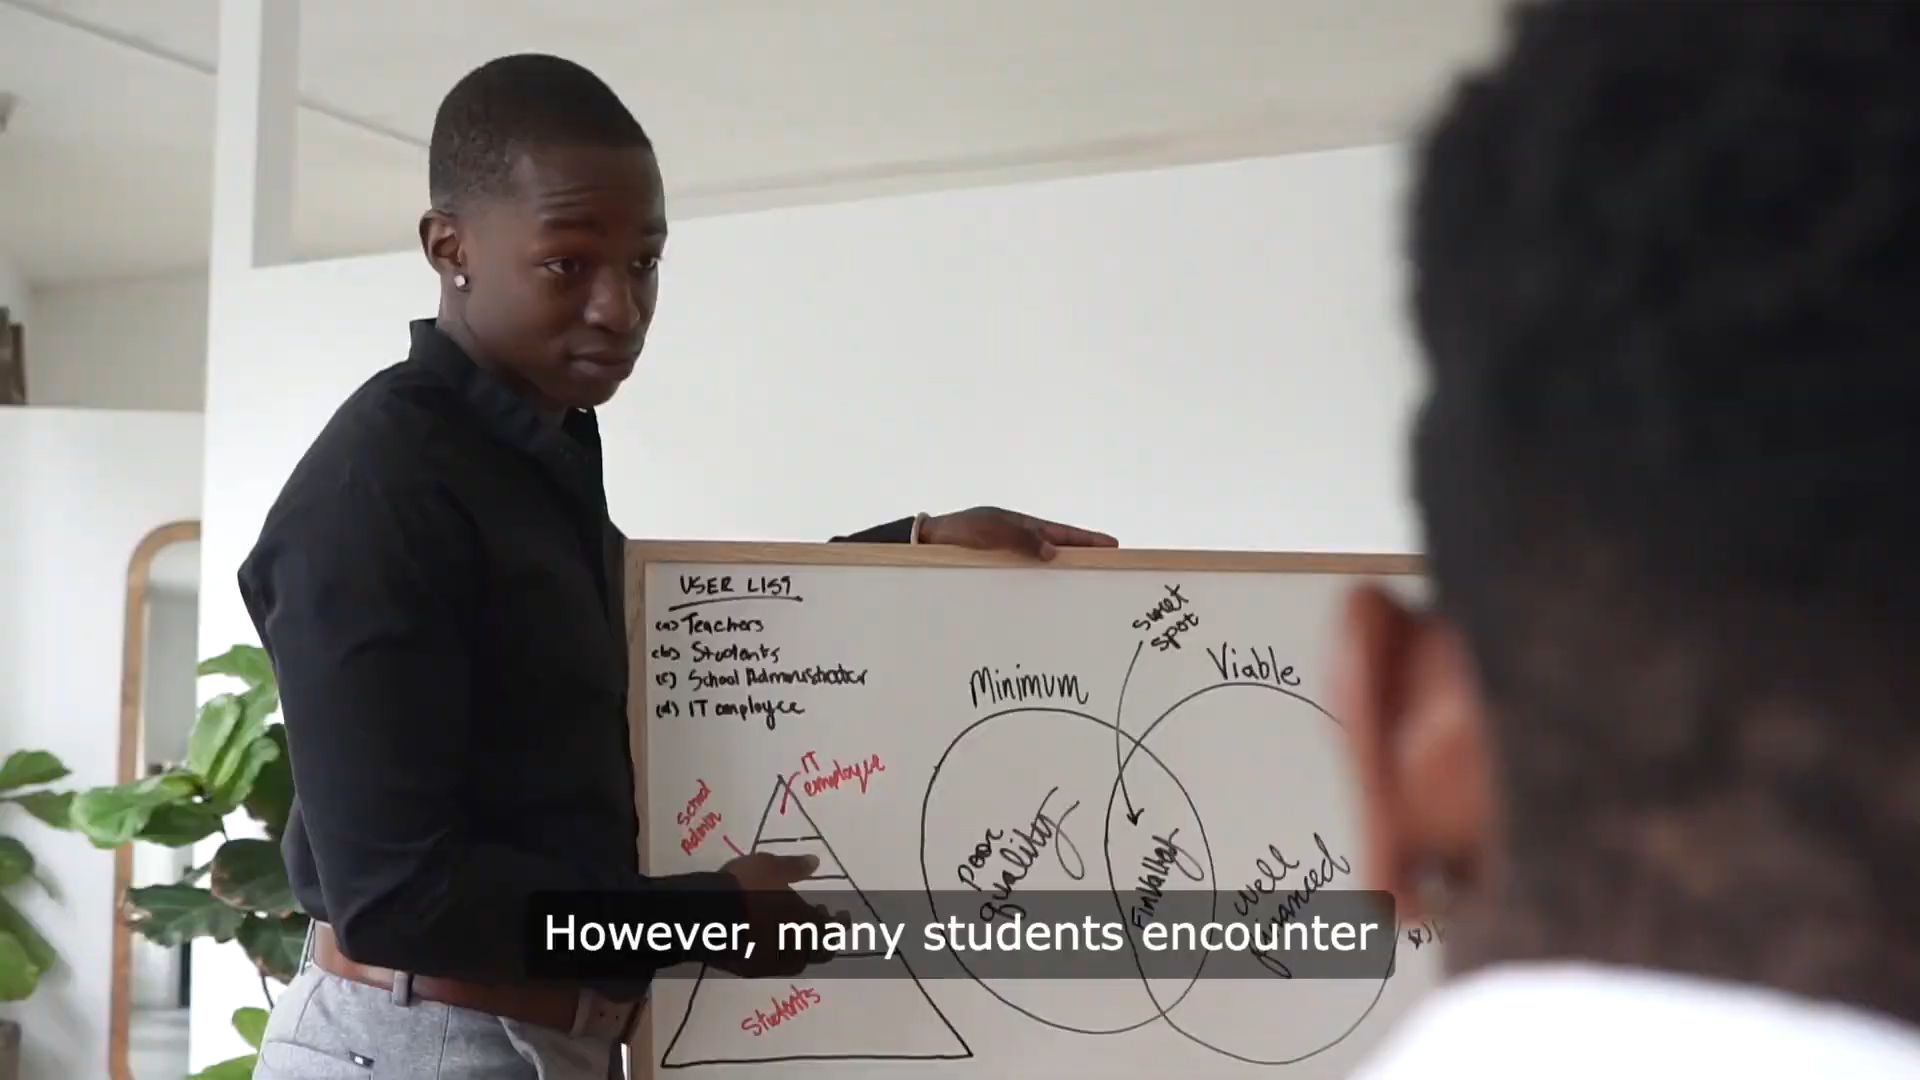 USER LIST
(a) Teachers
(b) Students
(c) School Administrator
(d) IT employee
sweet
spot
Minimum
Viable
IT
employee
School
Admin
Poor
quality
well
financed
However, many students encounter
Students